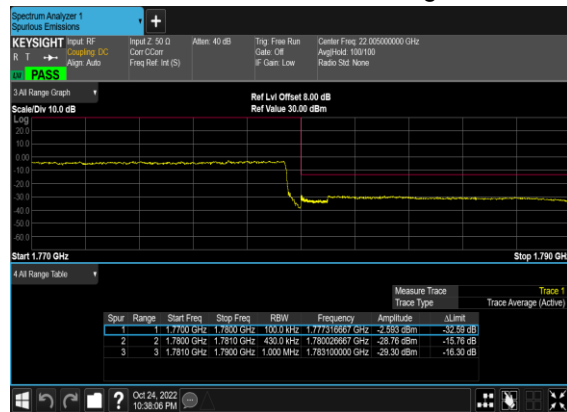 Spectrum Analyzer 1
Spurious Emissions
+
KEYSIGHT Input: RF Input Z: 50 Ω Atten: 40 dB Trig: Free Run Center Freq: 22.005000000 GHz
R T Coupling: DC Corr CCorr Gate: Off Avg|Hold: 100/100
Align: Auto Freq Ref: Int (S) IF Gain: Low Radio Std: None
PASS
3 All Range Graph
Ref Lvl Offset 8.00 dB
Scale/Div 10.0 dB Ref Value 30.00 dBm
Log
20.0
10.0
0.00
-10.0
-20.0
-30.0
-40.0
-50.0
-60.0
Start 1.770 GHz Stop 1.790 GH
4 All Range Table
Measure Trace Trace 1
Trace Type Trace Average (Active)
Spur Range Start Freq Stop Freq RBW Frequency Amplitude ΔLimit
1 1 1.7700 GHz 1.7800 GHz 100.0 kHz 1.777316667 GHz -2.593 dBm -32.59 dB
2 2 1.7800 GHz 1.7810 GHz 430.0 kHz 1.780026667 GHz -28.76 dBm -15.76 dB
3 3 1.7810 GHz 1.7900 GHz 1.000 MHz 1.783100000 GHz -29.30 dBm -16.30 dB
? Oct 24, 2022
10:38:06 PM